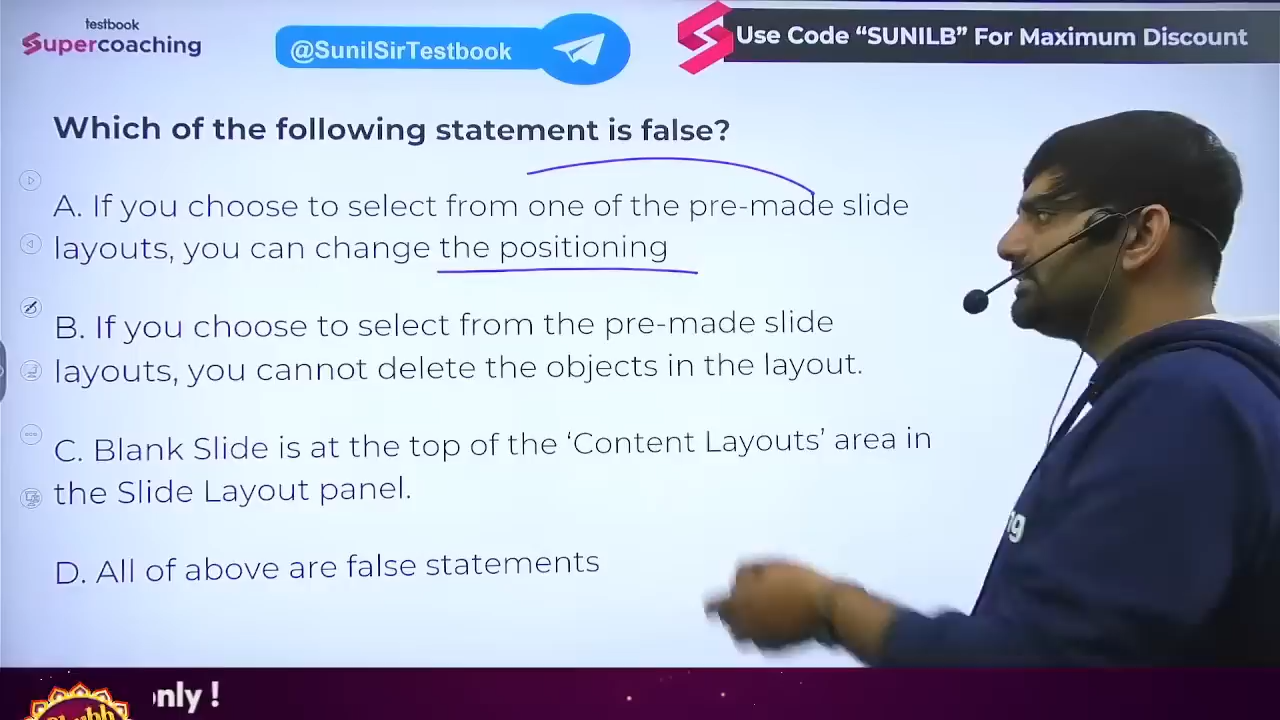 testbook
Supercoaching
@SunilSirTestbook
Use Code “SUNILB” For Maximum Discount
Which of the following statement is false?
A. If you choose to select from one of the pre-made slide
layouts, you can change the positioning
B. If you choose to select from the pre-made slide
layouts, you cannot delete the objects in the layout.
C. Blank Slide is at the top of the ‘Content Layouts’ area in
the Slide Layout panel.
D. All of above are false statements
only !